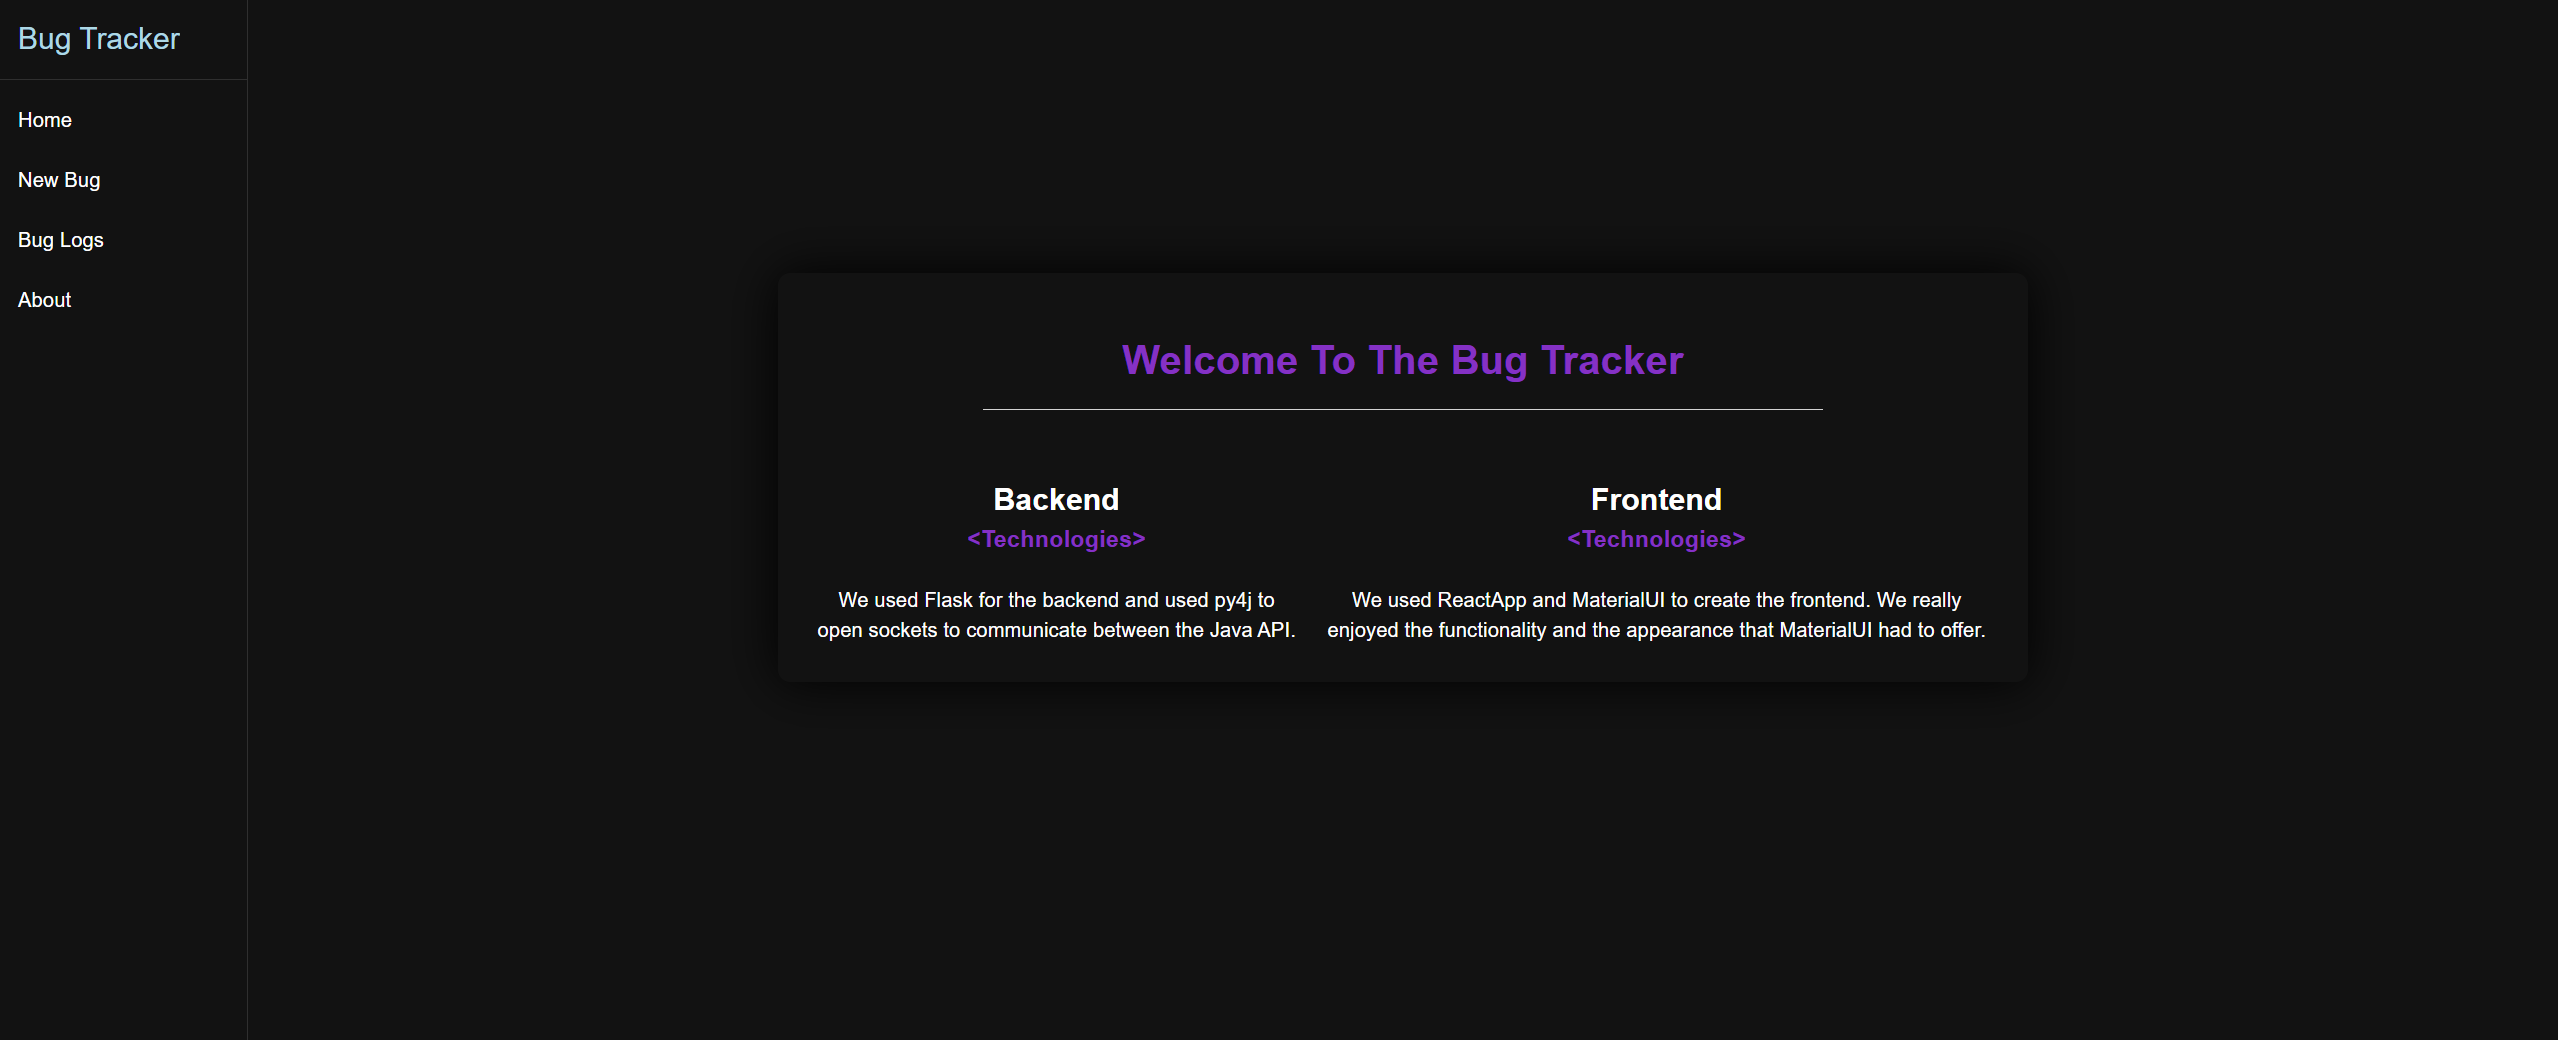 Bug Tracker
Home
New Bug
Bug Logs
About
Welcome To The Bug Tracker
Backend
<Technologies>
We used Flask for the backend and used py4j to
open sockets to communicate between the Java API.
Frontend
<Technologies>
We used ReactApp and MaterialUI to create the frontend. We really
enjoyed the functionality and the appearance that MaterialUI had to offer.